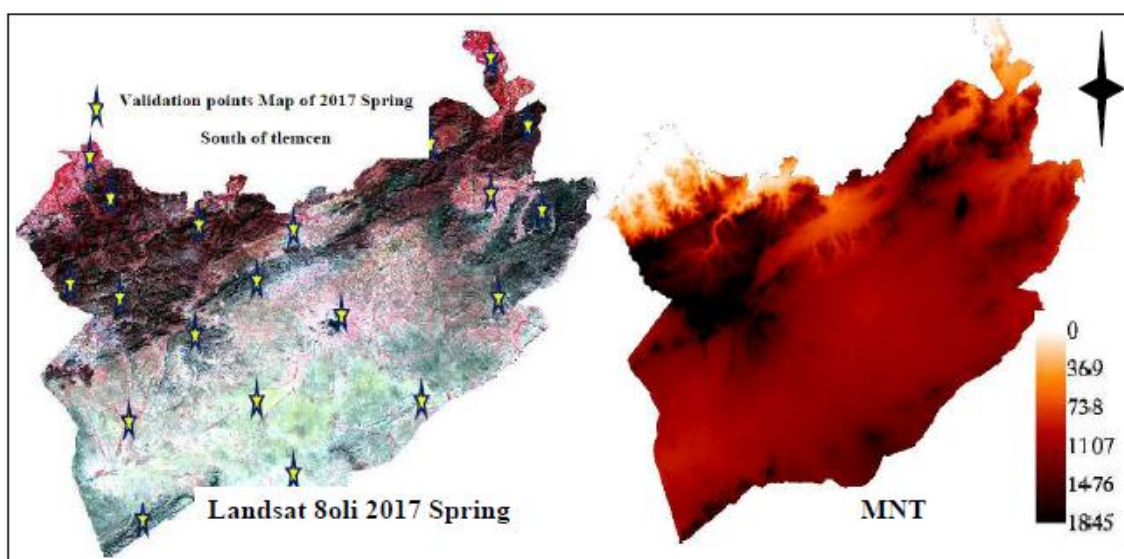 Validation points Map of 2017 Spring
South of tlemcen
Landsat 8oli 2017 Spring
MNT
0
369
738
1107
1476
1845